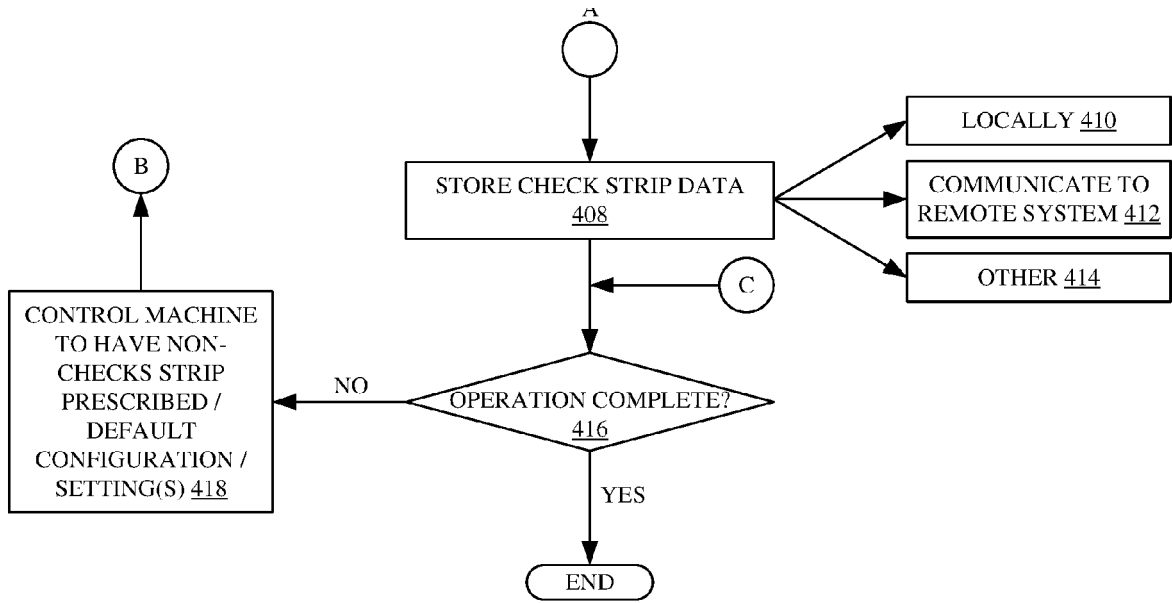 A
STORE CHECK STRIP DATA
408
LOCALLY 410
COMMUNICATE TO
REMOTE SYSTEM 412
OTHER 414
B
C
CONTROL MACHINE
TO HAVE NON-
CHECKS STRIP
PRESCRIBED /
DEFAULT
CONFIGURATION /
SETTING(S) 418
NO
OPERATION COMPLETE?
416
YES
END